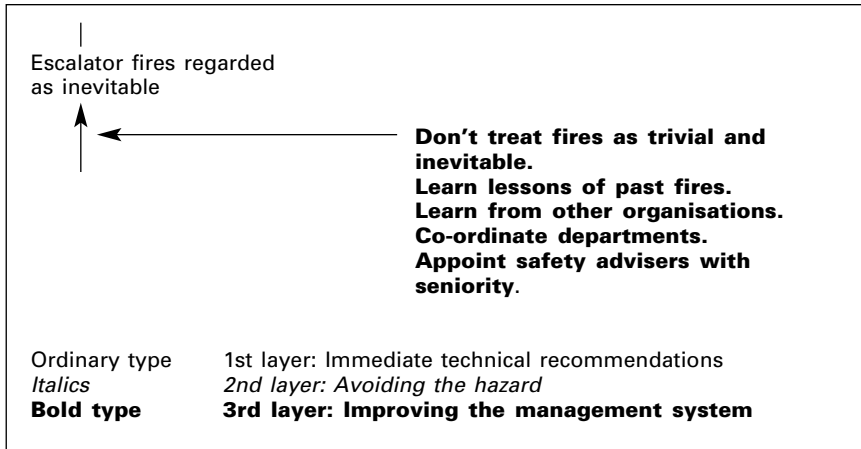 Escalator fires regarded
as inevitable
Don't treat fires as trivial and
inevitable.
Learn lessons of past fires.
Learn from other organisations.
Co-ordinate departments.
Appoint safety advisers with
seniority.
Ordinary type 1st layer: Immediate technical recommendations
Italics 2nd layer: Avoiding the hazard
Bold type 3rd layer: Improving the management system